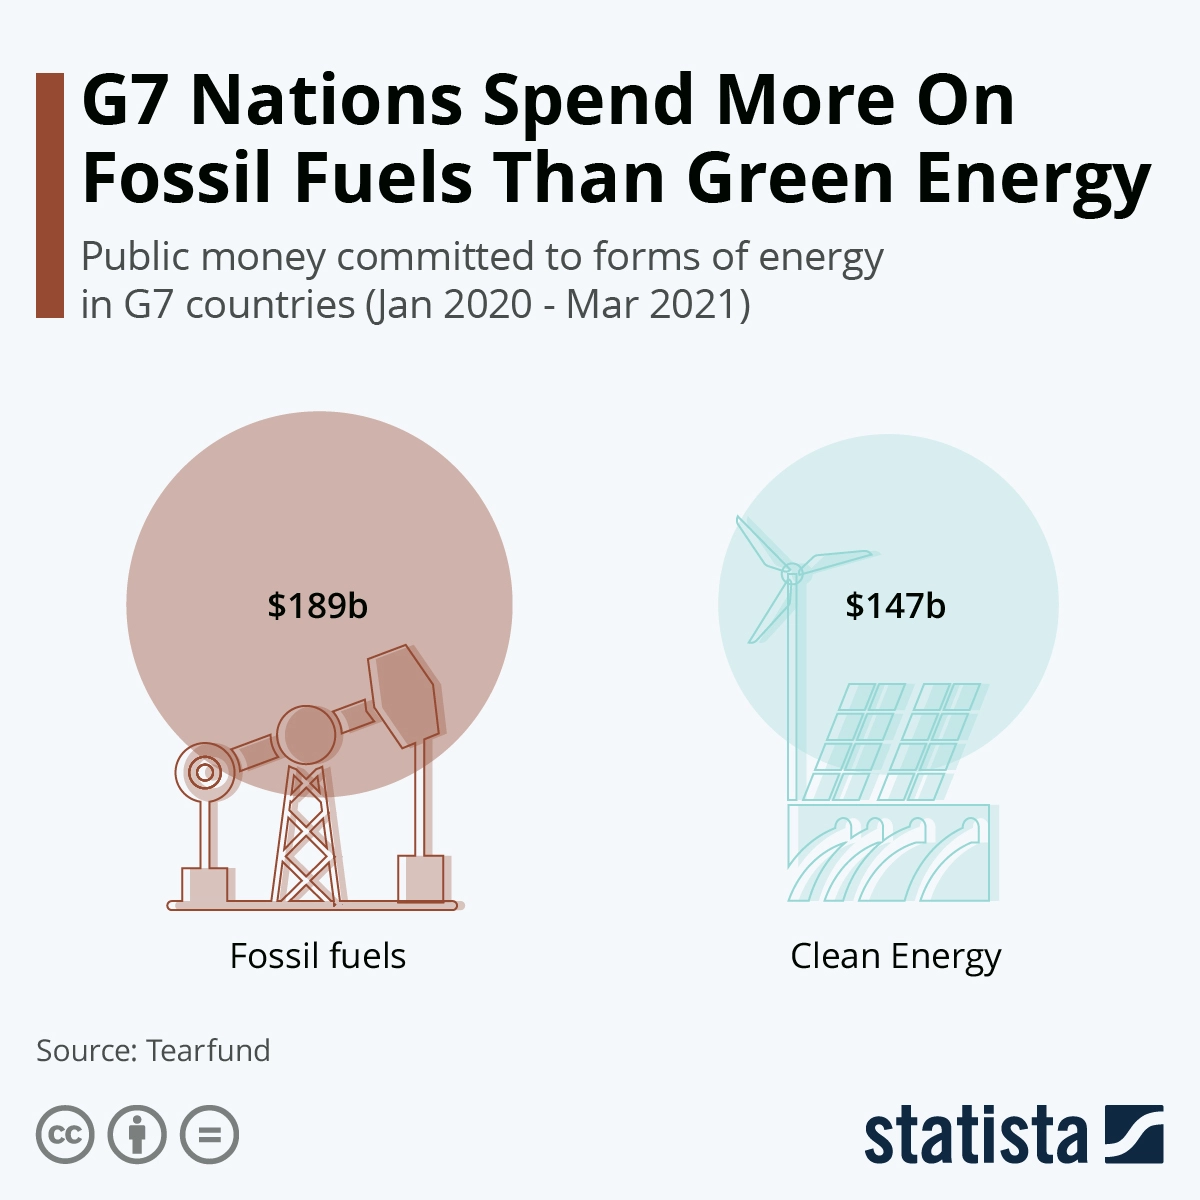 G7 Nations Spend More On
Fossil Fuels Than Green Energy
Public money committed to forms of energy
in G7 countries (Jan 2020 - Mar 2021)
$189b
$147b
Fossil fuels
Clean Energy
Source: Tearfund
cc
=
statista